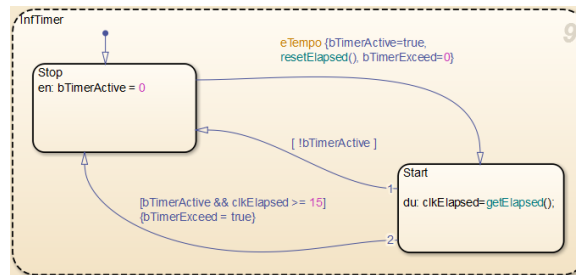 InfTimer
9
eTempo {bTimerActive=true,
resetElapsed(), bTimerExceed=0}
Stop
en: bTimerActive = 0
[ !bTimerActive ]
Start
1
du: clkElapsed=getElapsed();
[bTimerActive && clkElapsed >= 15]
{bTimerExceed = true}
2